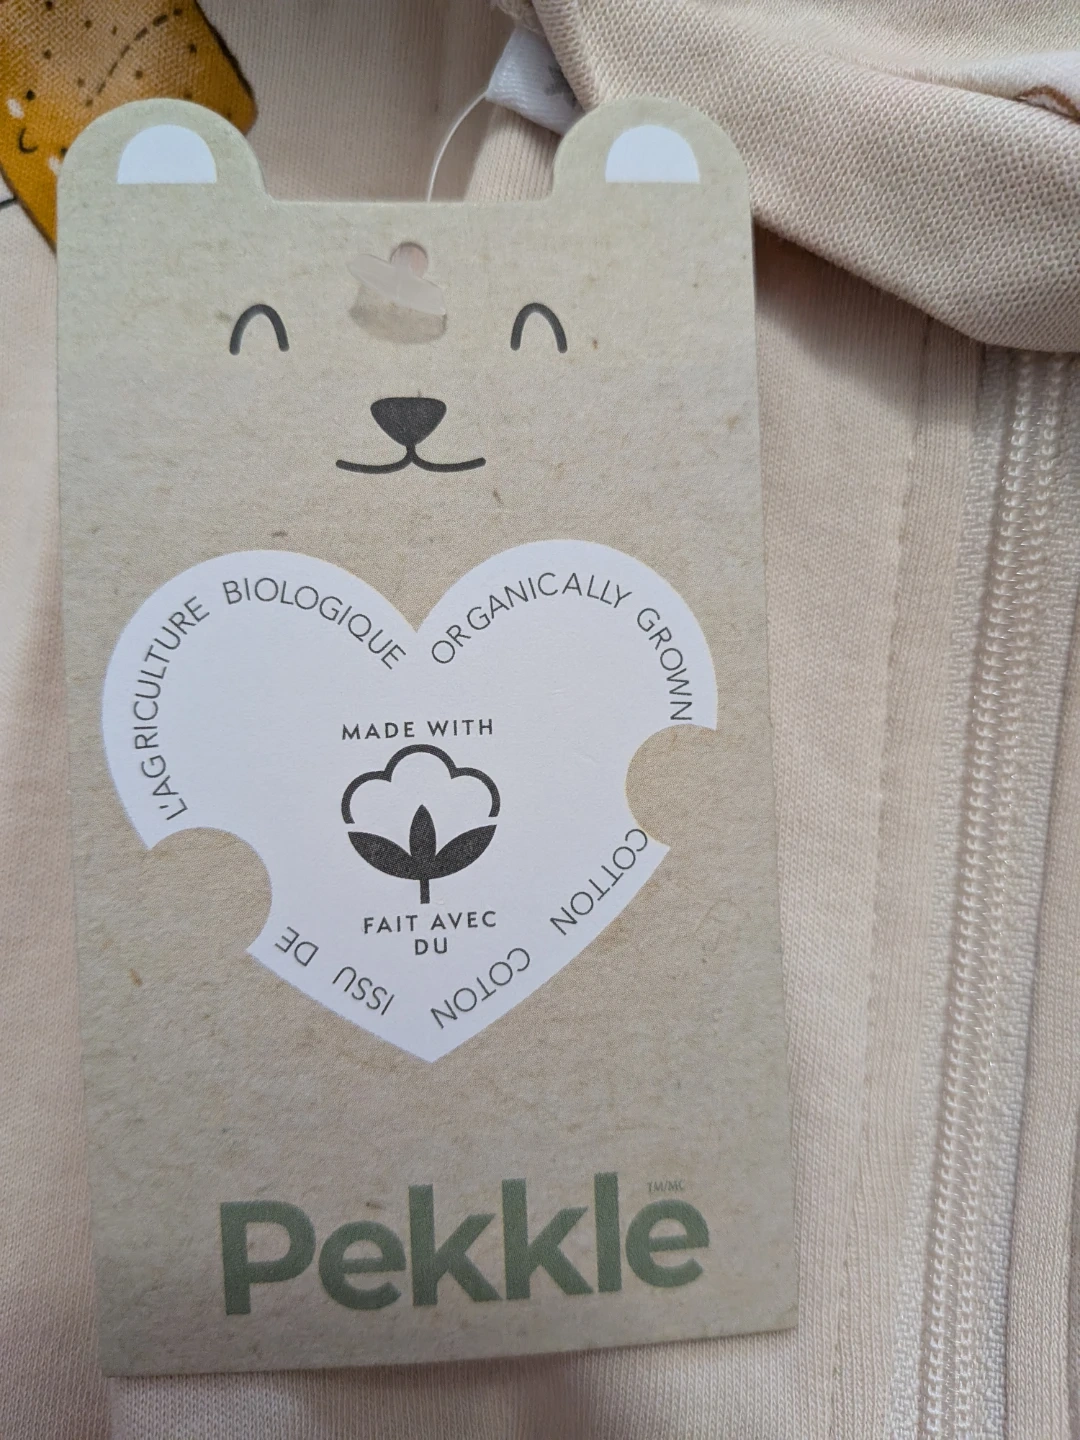 ORGANICALLY GROWN COTTON
COTON ISSU DE L'AGRICULTURE BIOLOGIQUE
MADE WITH
FAIT AVEC
DU
Pekkle TM/MC